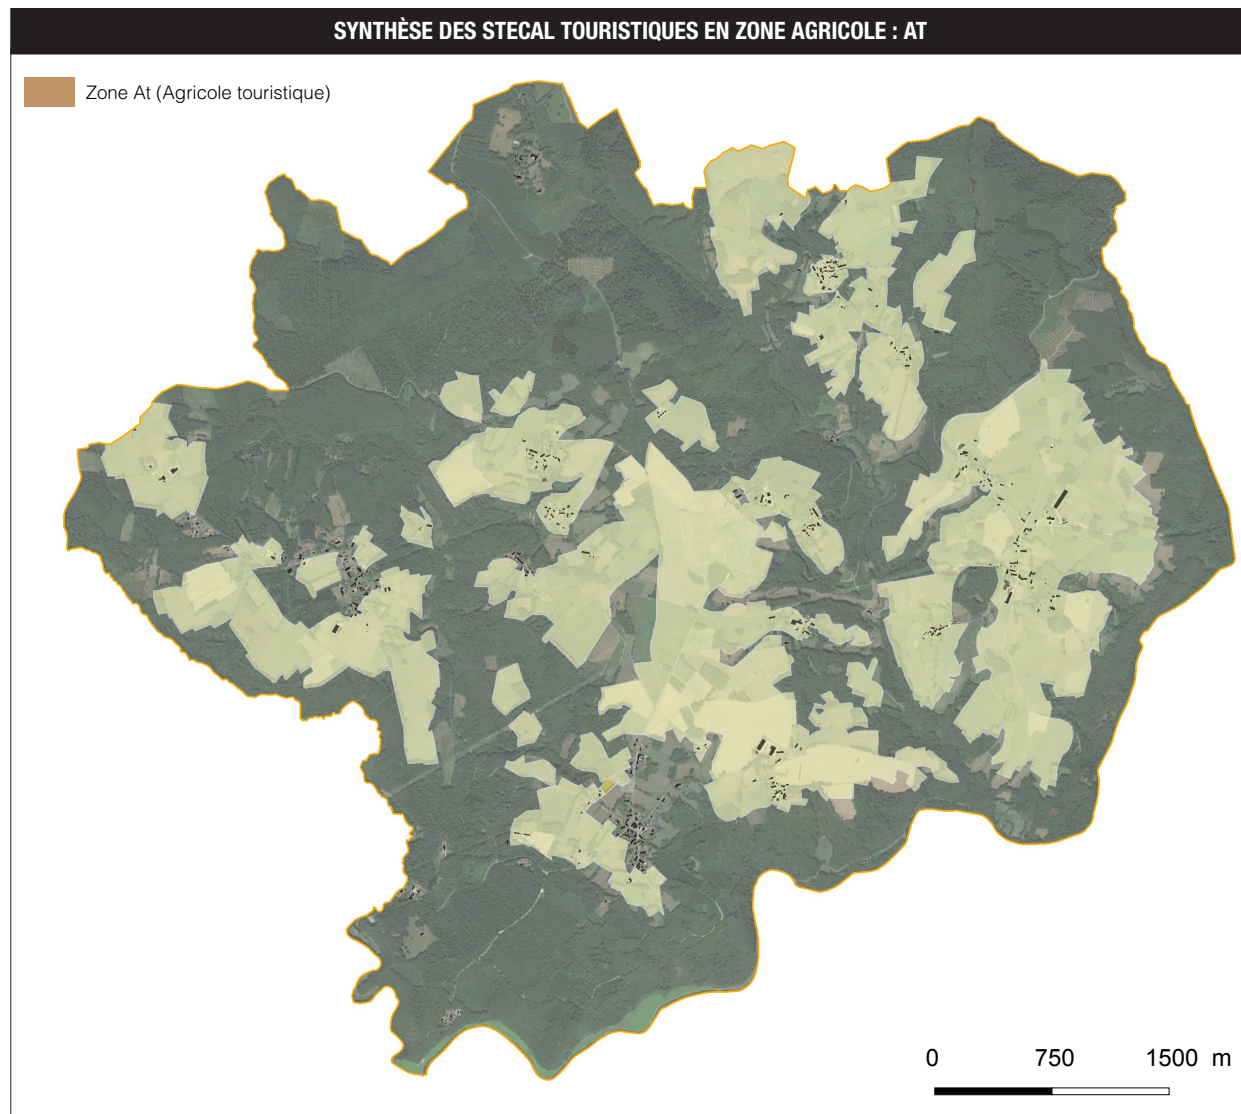 SYNTHÈSE DES STECAL TOURISTIQUES EN ZONE AGRICOLE : AT
Zone At (Agricole touristique)
0 750 1500 m